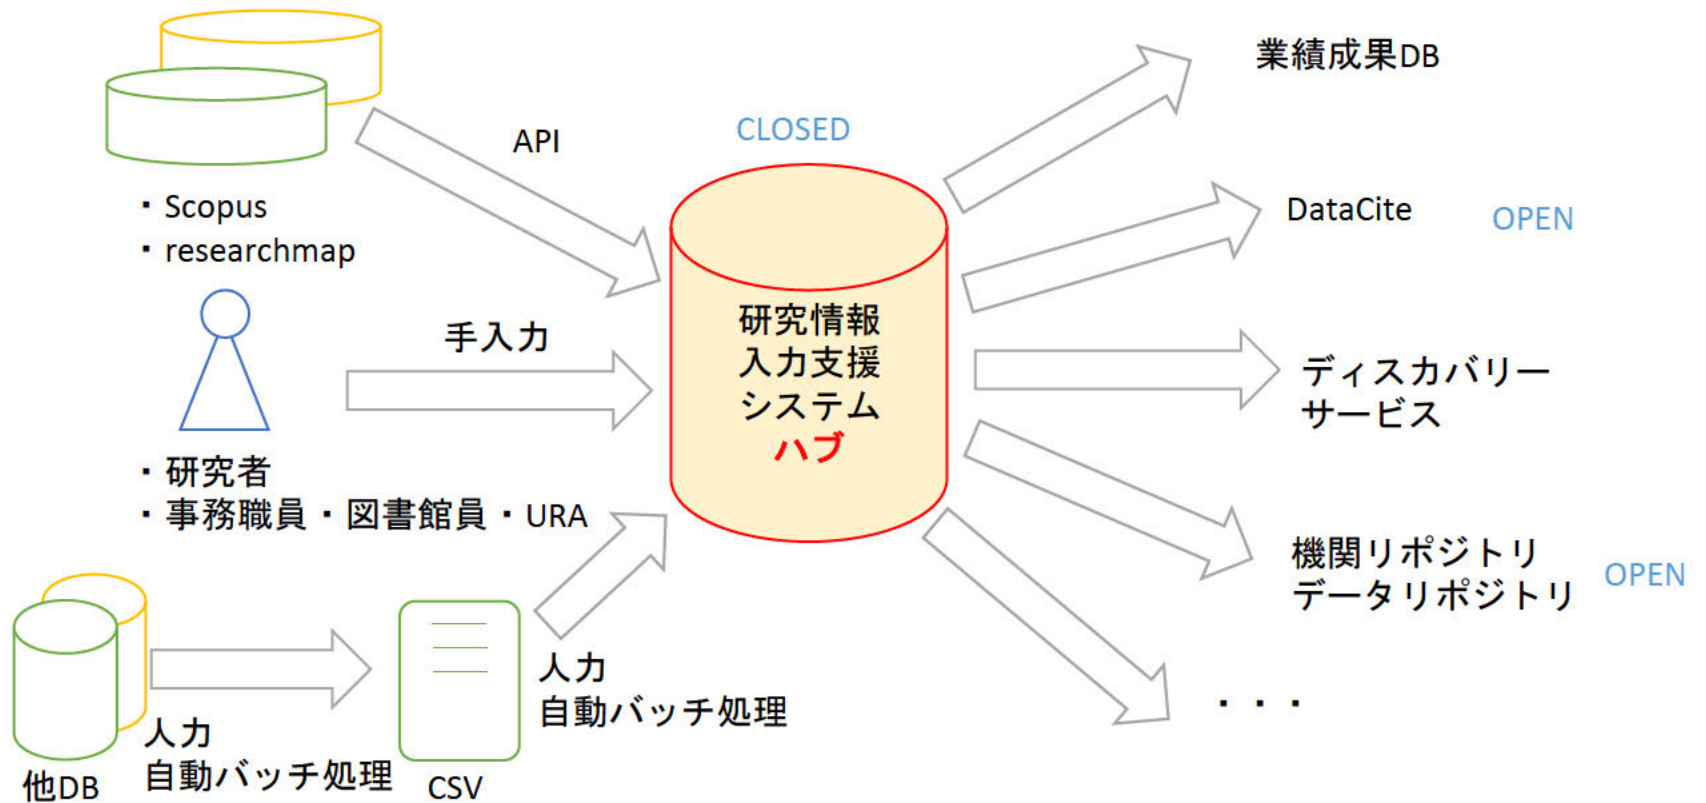 業績成果DB
API
CLOSED
・Scopus
・researchmap
DataCite
OPEN
手入力
研究情報
入力支援
システム
ハブ
ディスカバリー
サービス
・研究者
・事務職員・図書館員・URA
機関リポジトリ
データリポジトリ
OPEN
人力
自動バッチ処理
・・・
人力
自動バッチ処理
他DB
CSV